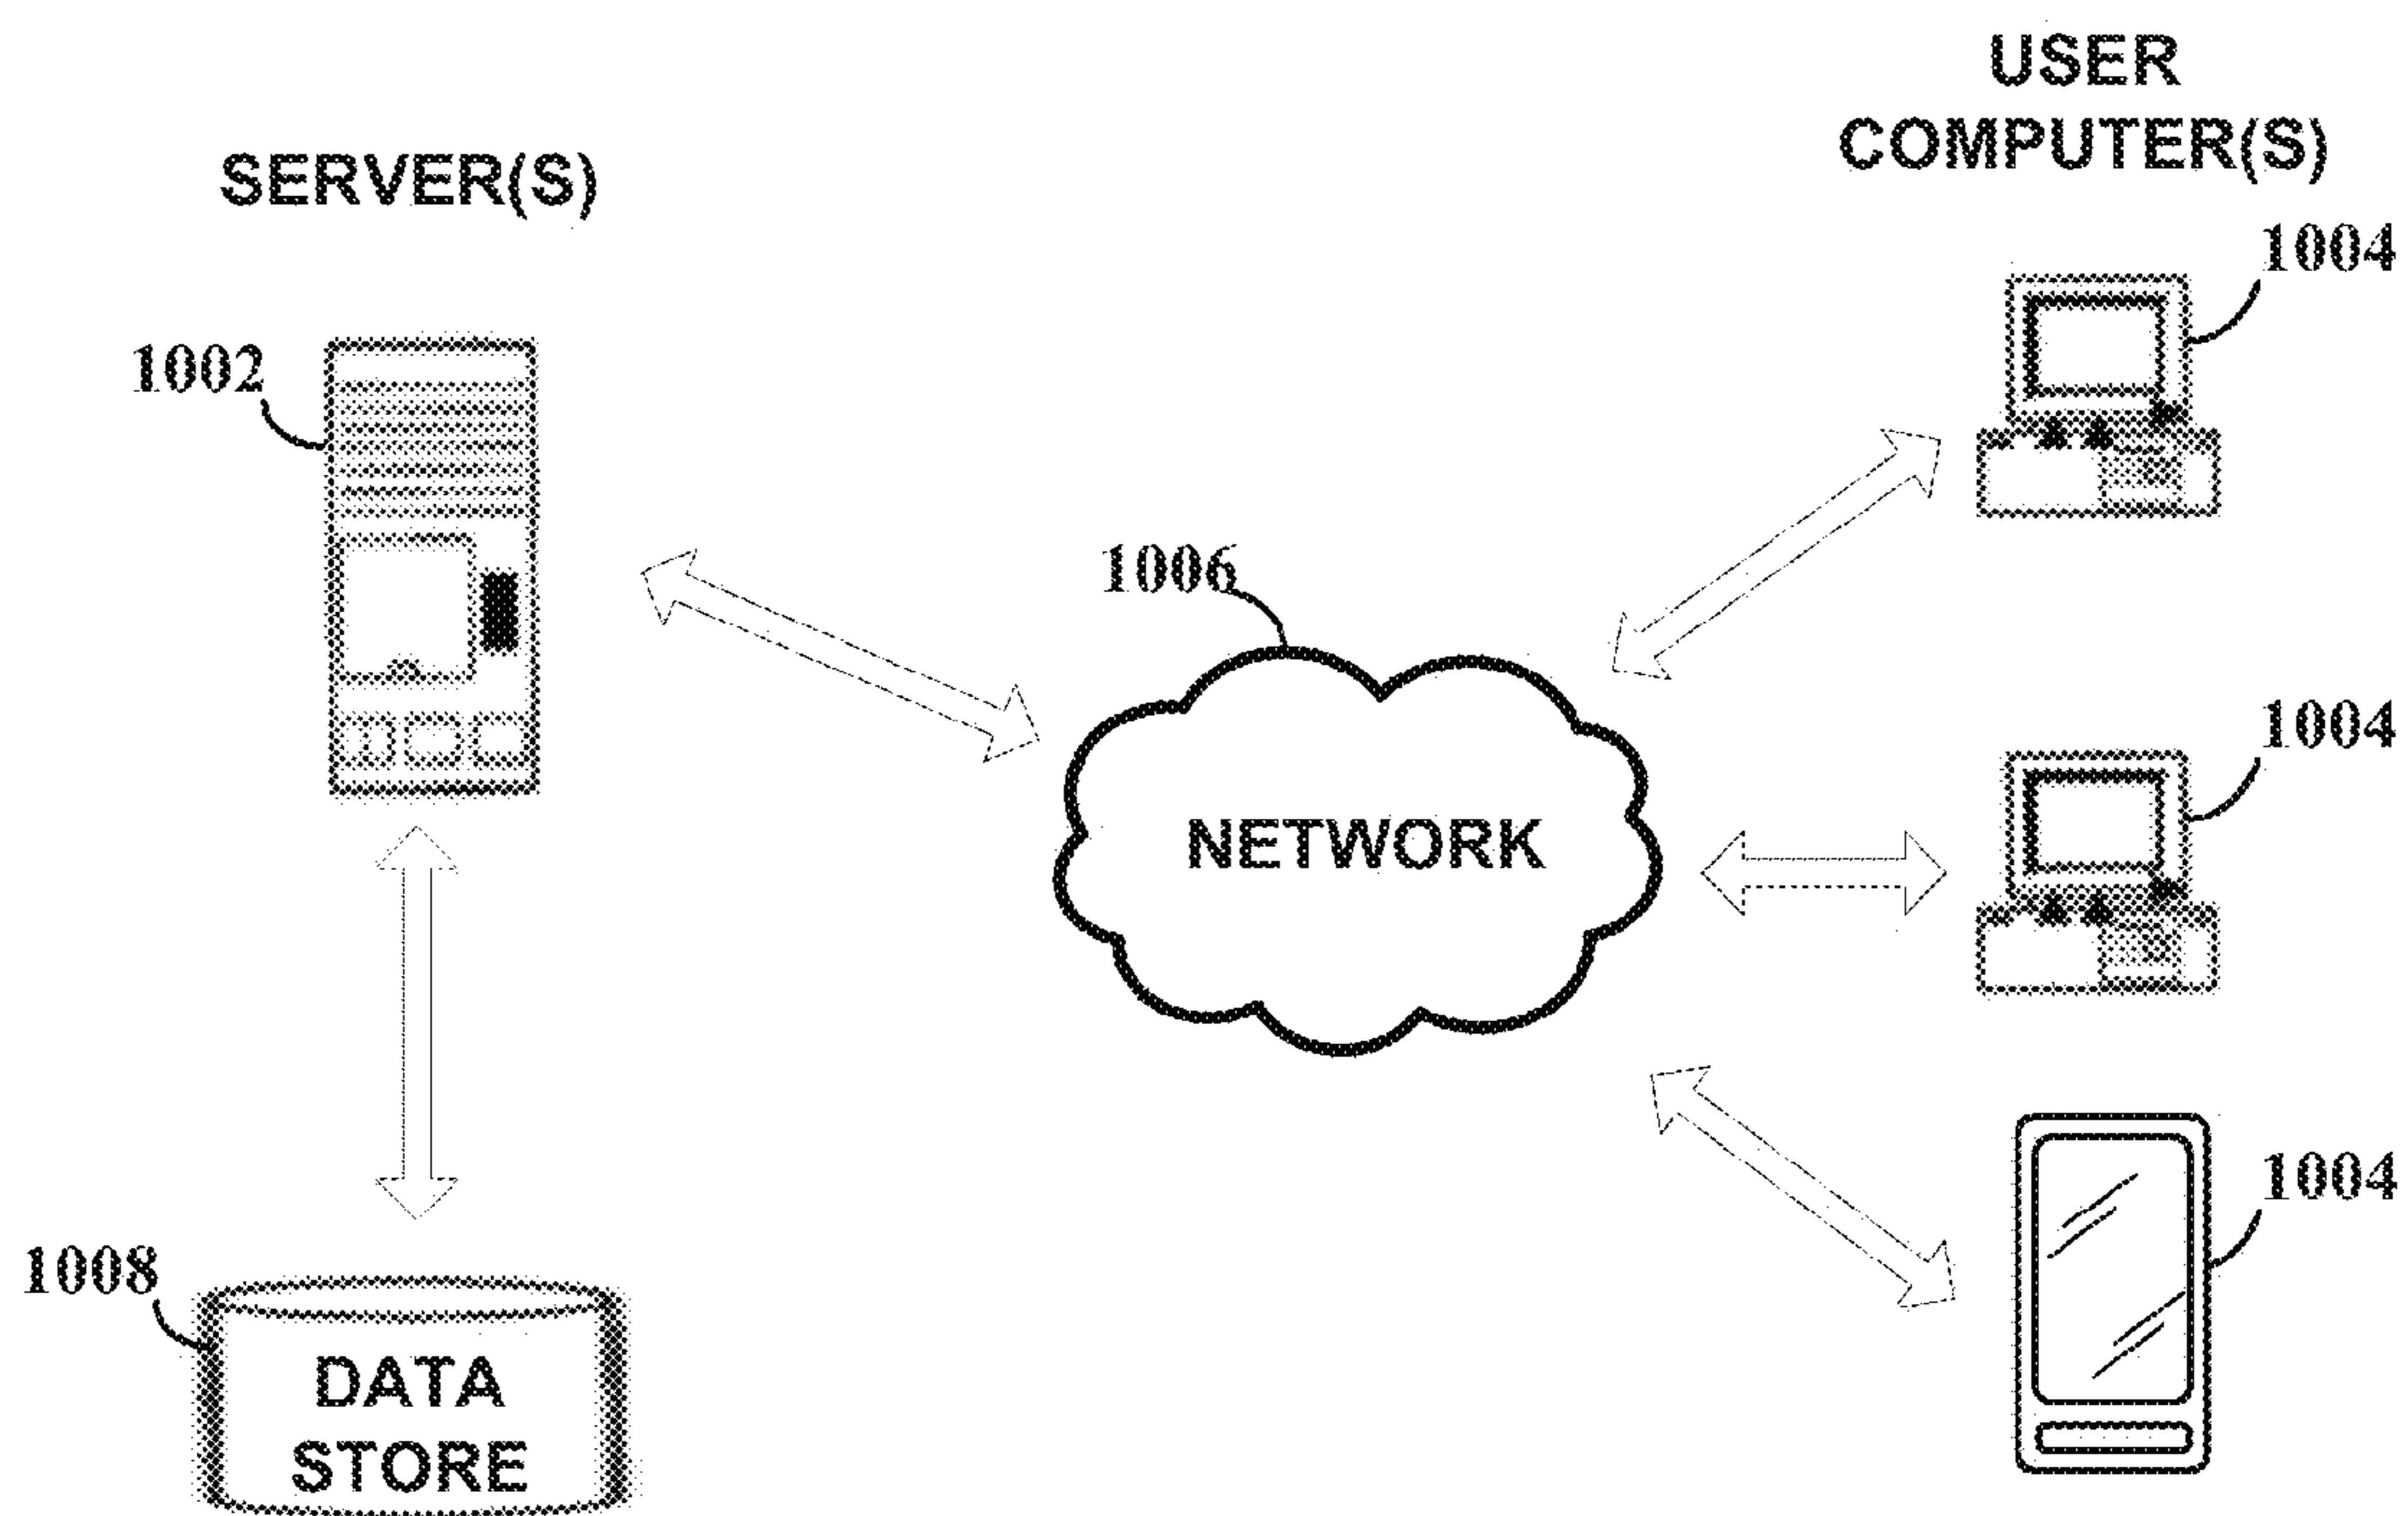 USER
COMPUTER(S)
SERVER(S)
1004
1002
1006
1004
NETWORK
1004
1008
DATA
STORE